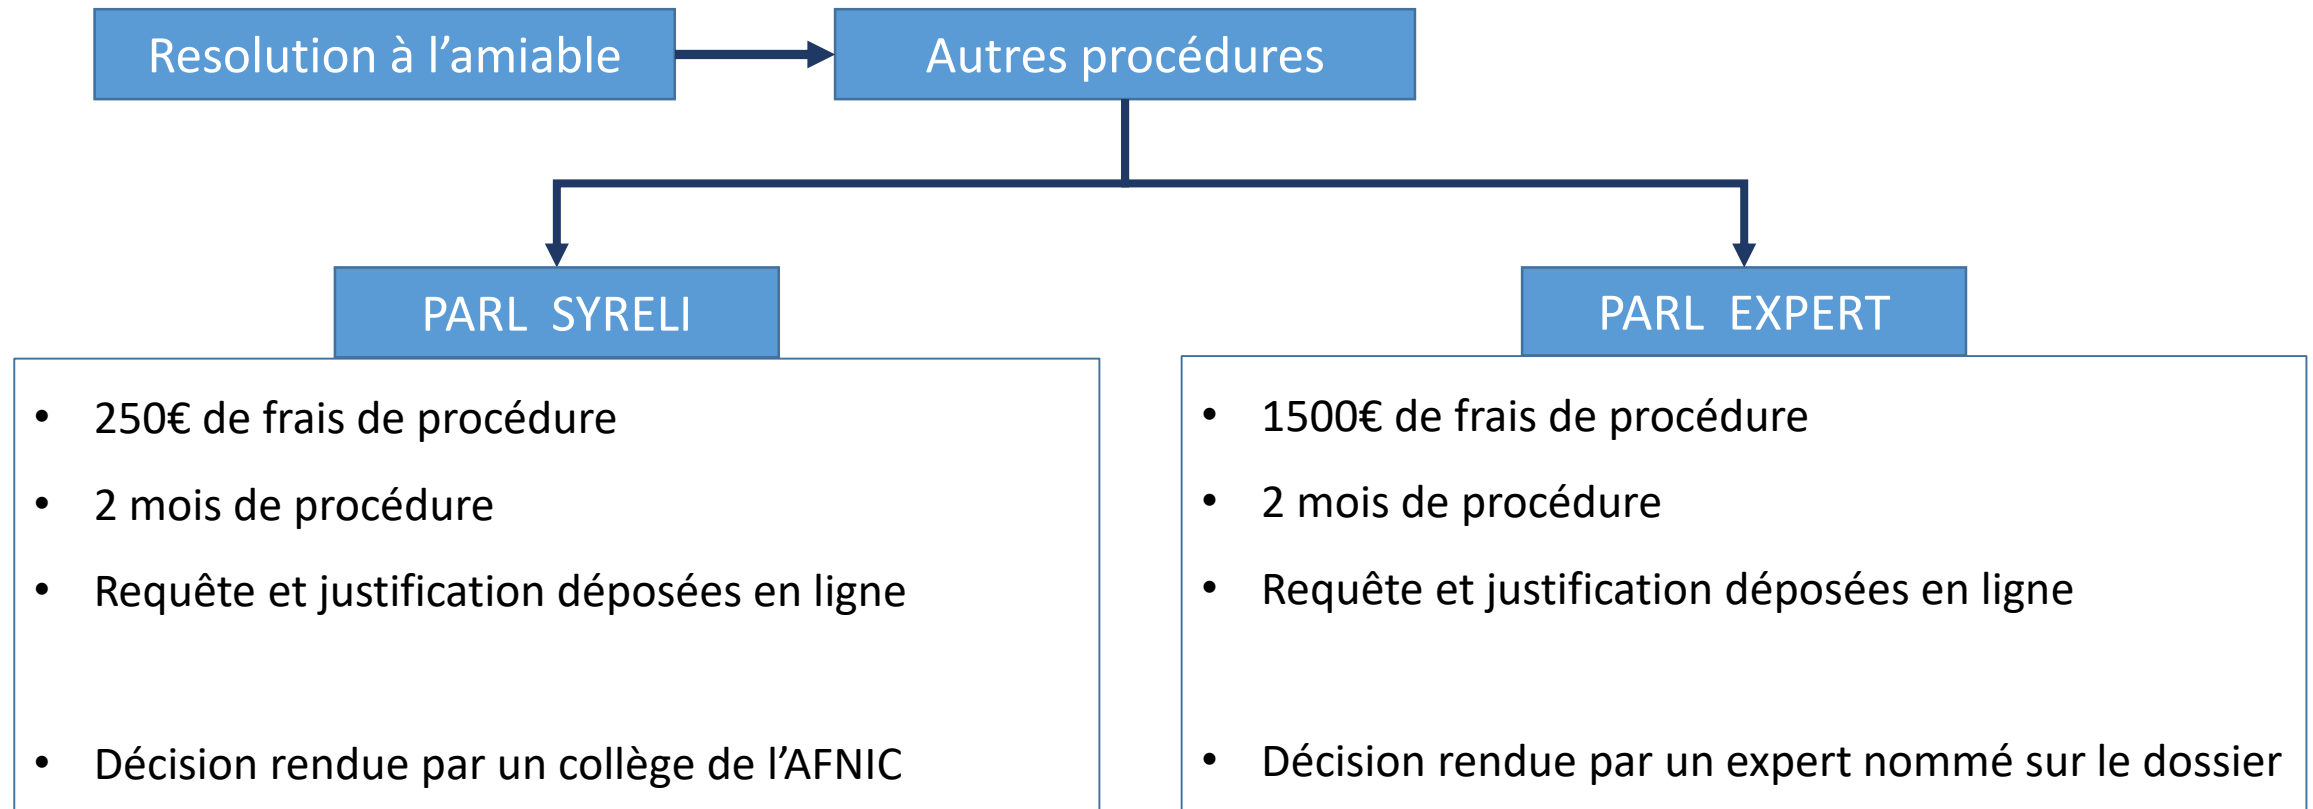 Resolution à l’amiable
Autres procédures
PARL SYRELI
• 250€ de frais de procédure
• 2 mois de procédure
• Requête et justification déposées en ligne
• Décision rendue par un collège de l’AFNIC
PARL EXPERT
• 1500€ de frais de procédure
• 2 mois de procédure
• Requête et justification déposées en ligne
• Décision rendue par un expert nommé sur le dossier